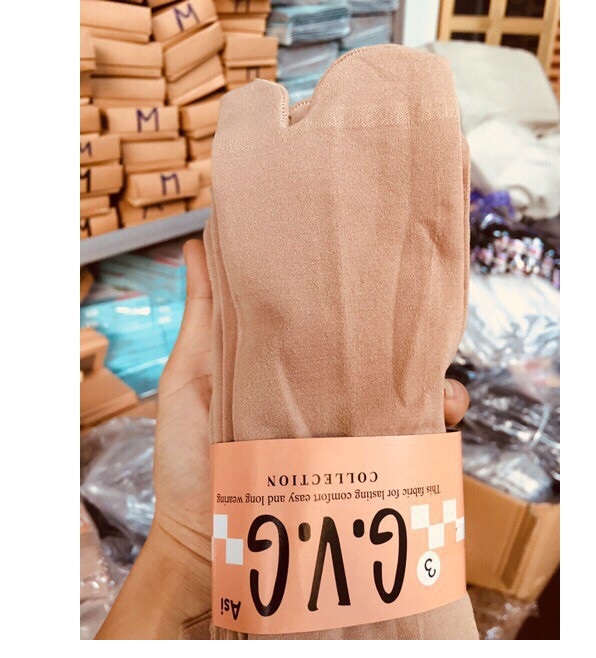 Asi
3
G.V.G
This fabric for lasting comfort easy and long wearing
COLLECTION
M
M
M
M
M